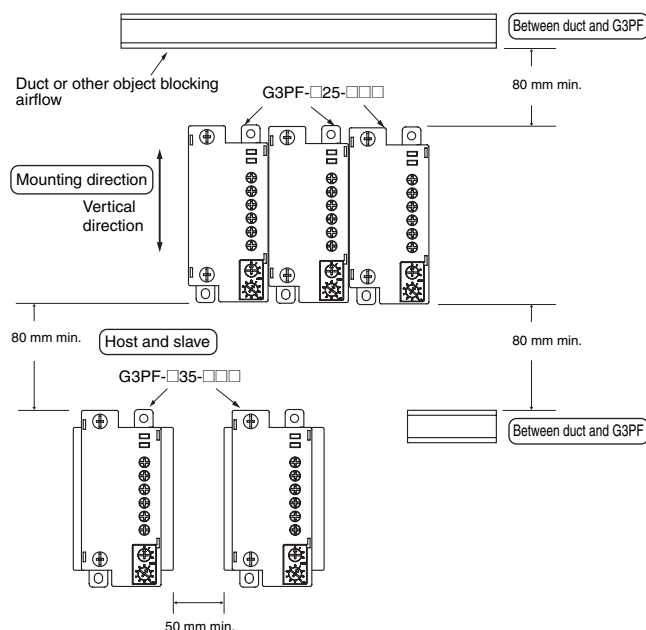 Between duct and G3PF
Duct or other object blocking
airflow
80 mm min.
G3PF-□25-□□□
Mounting direction
Vertical
direction
80 mm min.
Host and slave
80 mm min.
G3PF-□35-□□□
Between duct and G3PF
50 mm min.